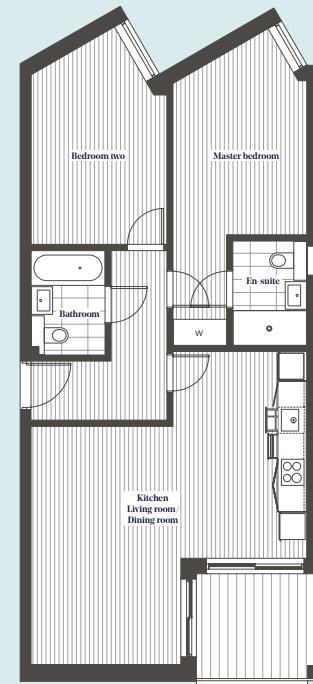 Bedroom two
Master bedroom
En-suite
Bathroom
W
Kitchen
Living room/
Dining room